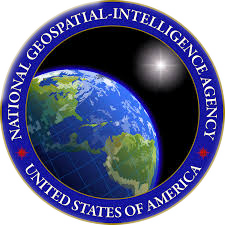 NATIONAL GEOSPATIAL-INTELLIGENCE AGENCY
UNITED STATES OF AMERICA